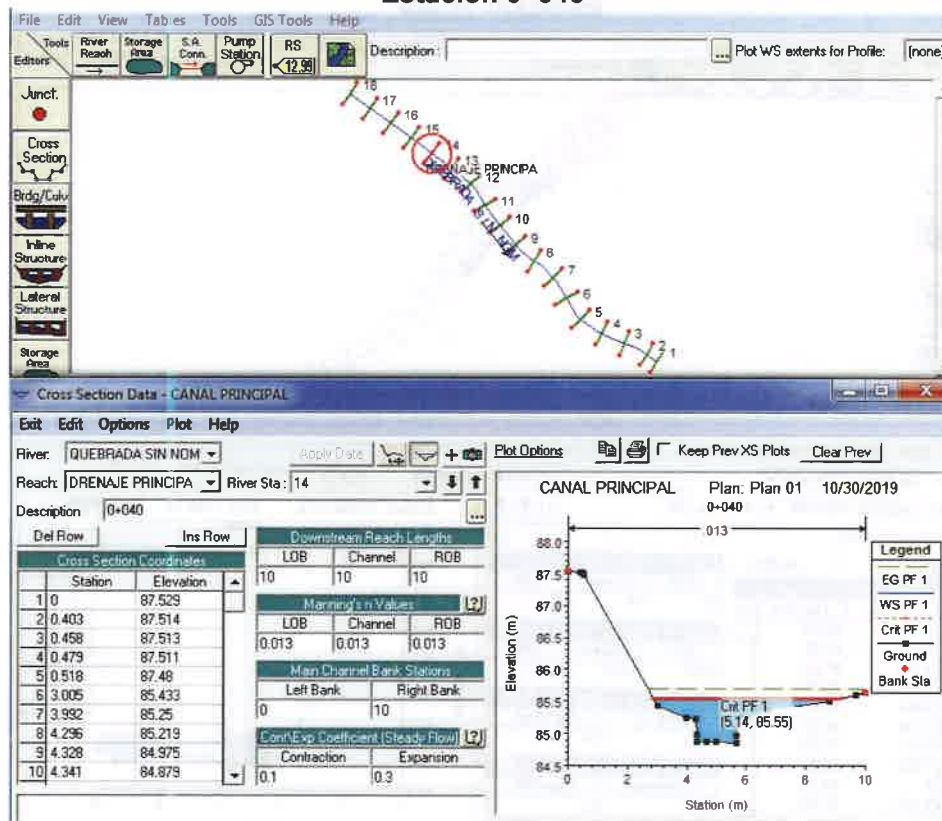 File Edit View Tables Tools GIS Tools Help
Tools
Editors
River Reach
Storage Area
S.A. Conn.
Pump Station
RS
12.99
Description :
...
Plot WS extents for Profile:
(none)
Junct.
Cross Section
Brdg/Culv
Inline Structure
Lateral Structure
Storage Area
18
17
16
15
14
13
12
11
10
9
8
7
6
5
4
3
2
1
DRENAJE PRINCIPA
QUEBRADA SIN NOM
Cross Section Data - CANAL PRINCIPAL
Exit Edit Options Plot Help
River: QUEBRADA SIN NOM
Apply Data
Plot Options
Keep Prev XS Plots
Clear Prev
Reach: DRENAJE PRINCIPA
River Sta.: 14
Description 0+040
...
Del Row
Ins Row
Cross Section Coordinates
Station Elevation
1 0 87.529
2 0.403 87.514
3 0.458 87.513
4 0.479 87.511
5 0.518 87.48
6 3.005 85.433
7 3.992 85.25
8 4.296 85.219
9 4.328 84.975
10 4.341 84.879
Downstream Reach Lengths
LOB Channel ROB
10 10 10
Manning's n Values
LOB Channel ROB
0.013 0.013 0.013
Main Channel Bank Stations
Left Bank Right Bank
0 10
Cont\Exp Coefficient (Steady Flow)
Contraction Expansion
0.1 0.3
CANAL PRINCIPAL Plan: Plan 01 10/30/2019
0+040
.013
Elevation (m)
88.0
87.5
87.0
86.5
86.0
85.5
85.0
84.5
0 2 4 6 8 10
Station (m)
Crit PF 1
(5.14, 85.55)
Legend
EG PF 1
WS PF 1
Crit PF 1
Ground
Bank Sta